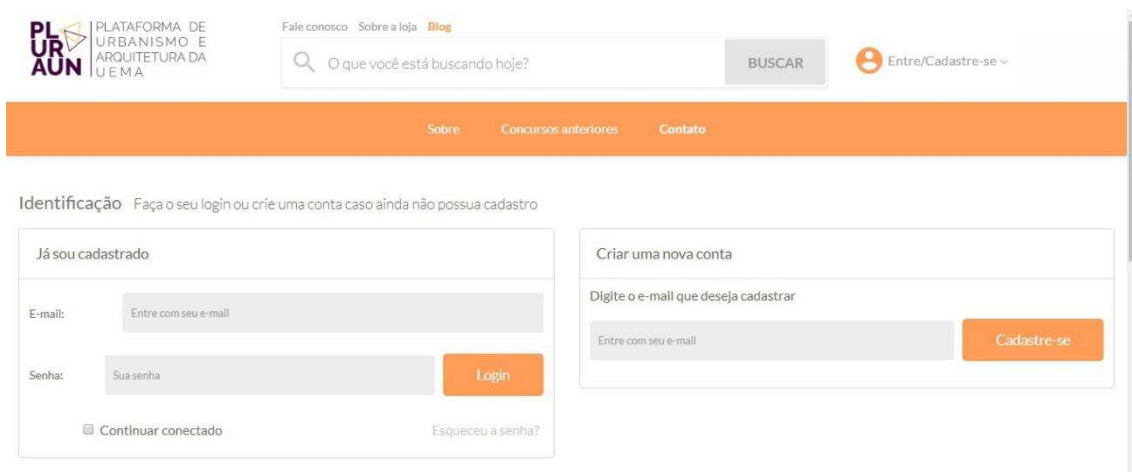 PL
UR
AUN
PLATAFORMA DE
URBANISMO E
ARQUITETURA DA
UEMA
Fale conosco Sobre a loja Blog
O que você está buscando hoje?
BUSCAR
Entre/Cadastre-se
Sobre Concursos anteriores Contato
Identificação Faça o seu login ou crie uma conta caso ainda não possua cadastro
Já sou cadastrado
E-mail: Entre com seu e-mail
Senha: Sua senha Login
Continuar conectado Esqueceu a senha?
Criar uma nova conta
Digite o e-mail que deseja cadastrar
Entre com seu e-mail Cadastre-se